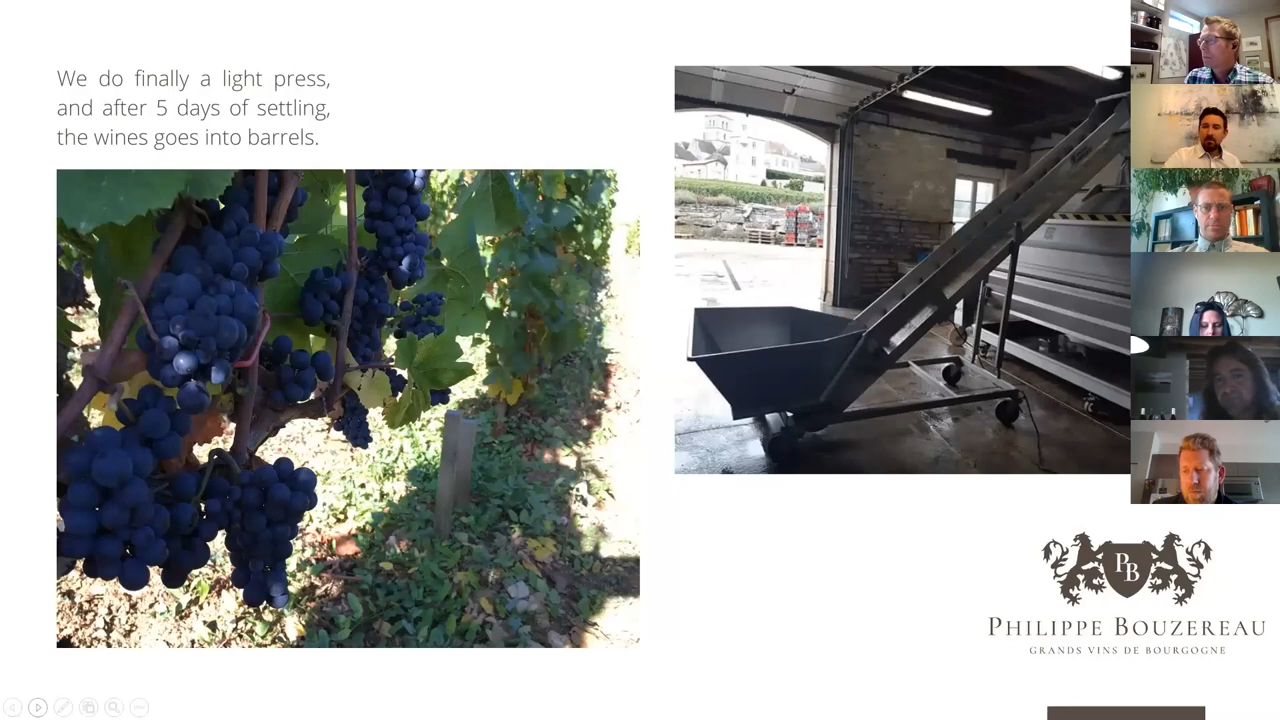 We do finally a light press,
and after 5 days of settling,
the wines goes into barrels.
PB
PHILIPPE BOUZEREAU
GRANDS VINS DE BOURGOGNE